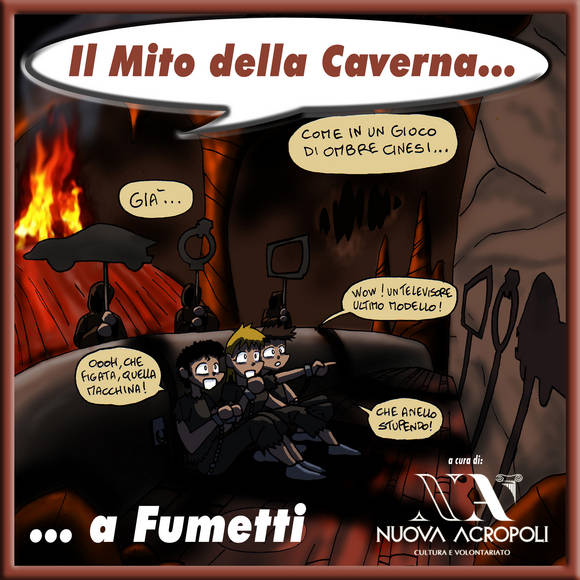 Il Mito della Caverna...
COME IN UN GIOCO
DI OMBRE CINESI...
GIÀ...
WOW! UN TELEVISORE
ULTIMO MODELLO!
OOOH, CHE
FIGATA, QUELLA
MACCHINA!
CHE ANELLO
STUPENDO!
a cura di:
NA
NUOVA ACROPOLI
CULTURA E VOLONTARIATO
... a Fumetti